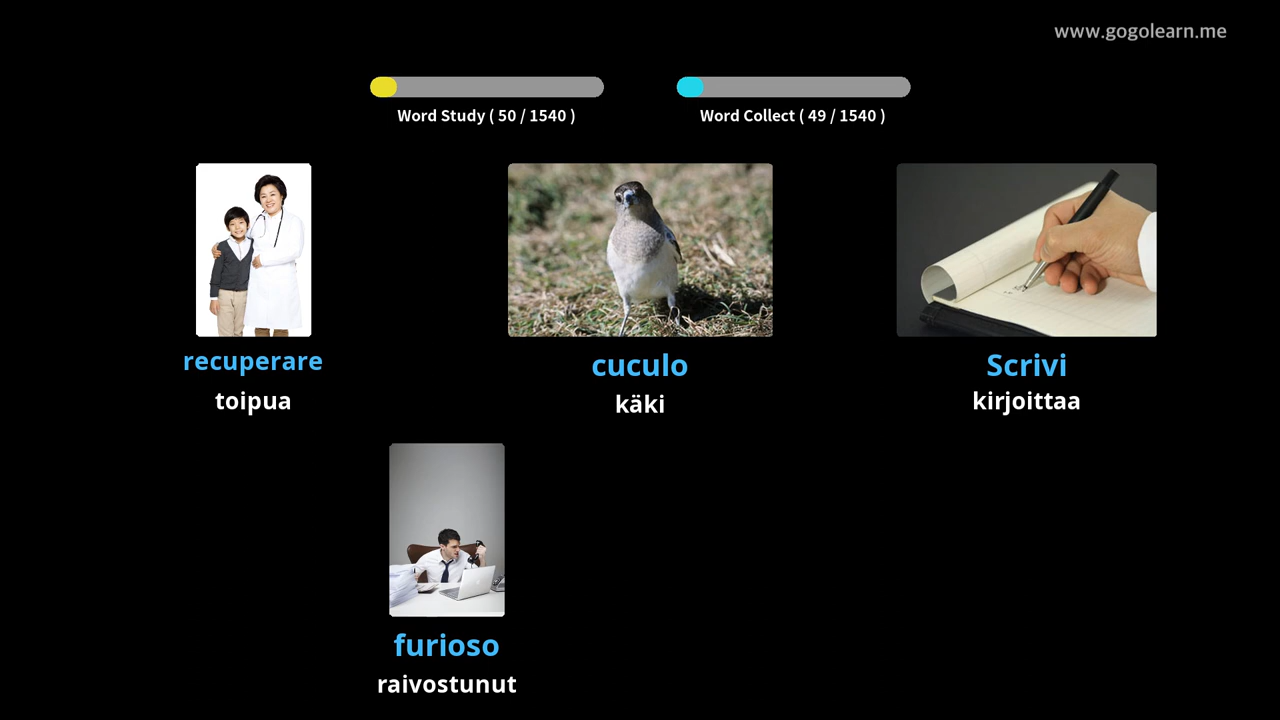 www.gogolearn.me
Word Study ( 50 / 1540 )
Word Collect ( 49 / 1540 )
recuperare
toipua
cuculo
käki
Scrivi
kirjoittaa
furioso
raivostunut